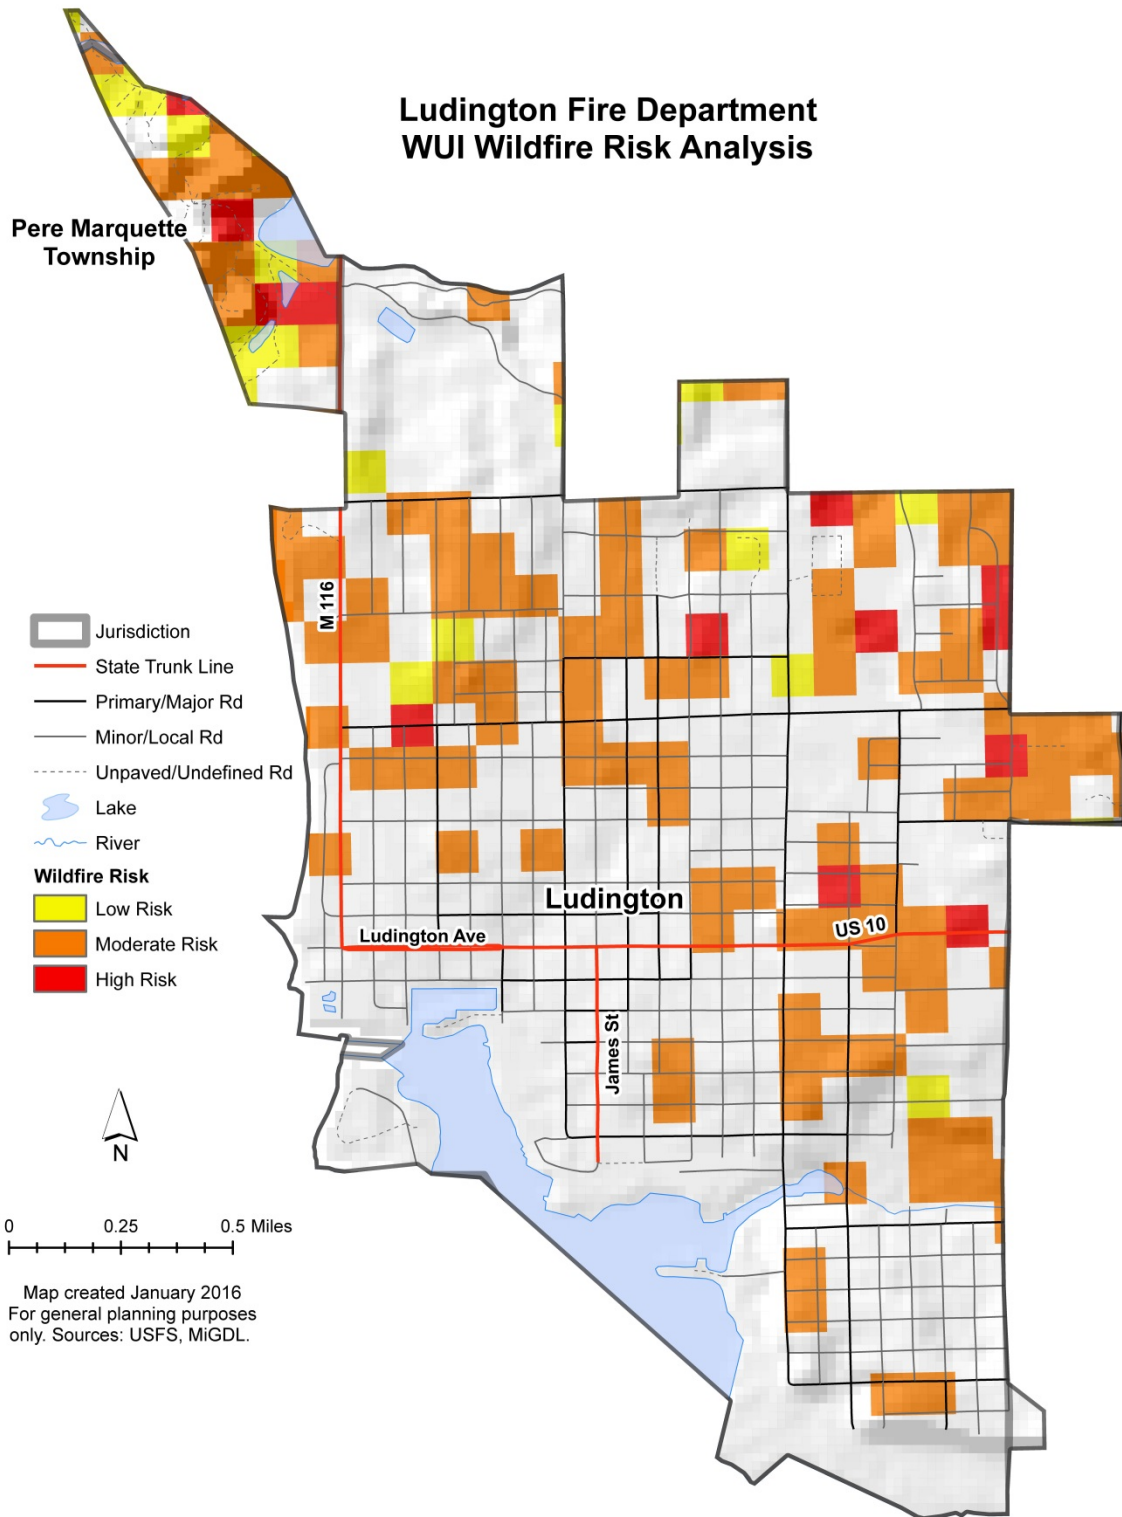 Ludington Fire Department
WUI Wildfire Risk Analysis
Pere Marquette
Township
M 116
Jurisdiction
State Trunk Line
Primary/Major Rd
Minor/Local Rd
Unpaved/Undefined Rd
Lake
River
Wildfire Risk
Low Risk
Moderate Risk
High Risk
Ludington
Ludington Ave
US 10
James St
N
0 0.25 0.5 Miles
Map created January 2016
For general planning purposes
only. Sources: USFS, MiGDL.